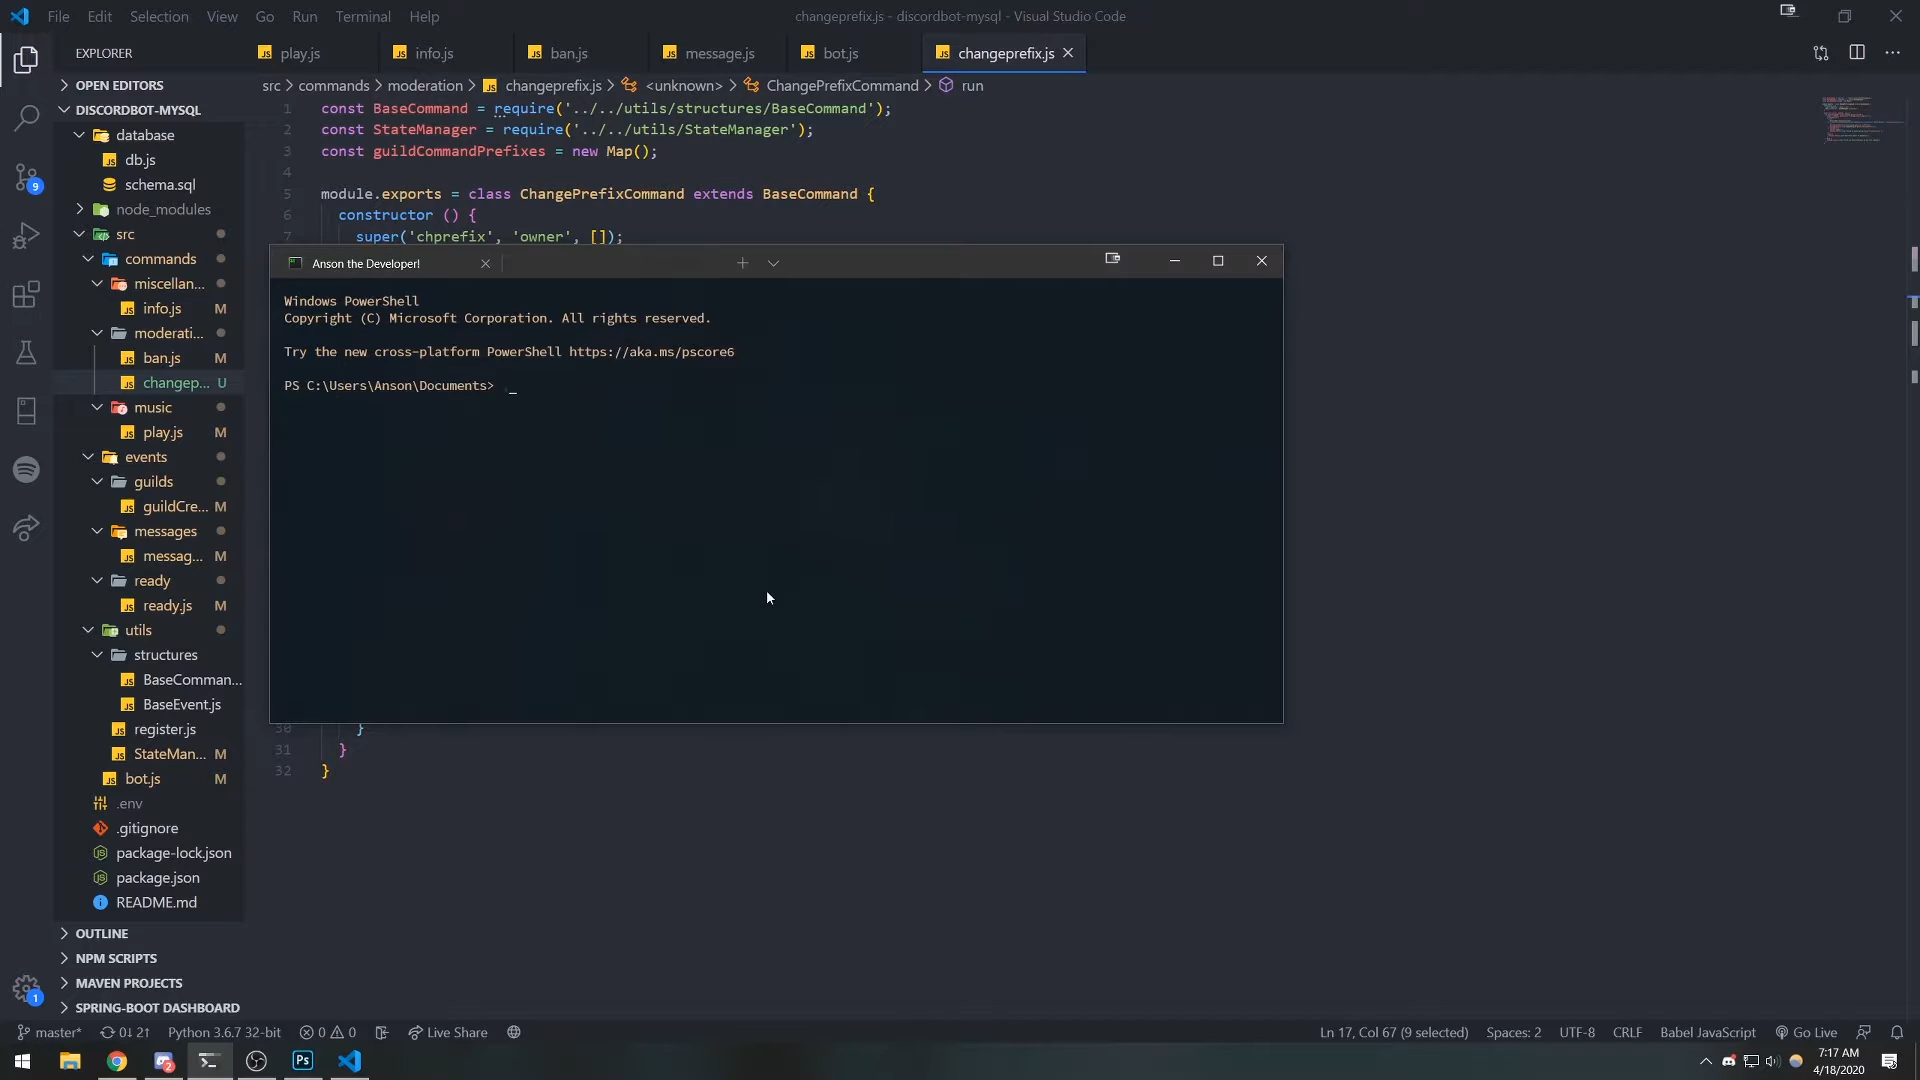 File Edit Selection View Go Run Terminal Help
changeprefix.js - discordbot-mysql - Visual Studio Code
EXPLORER
play.js info.js ban.js message.js bot.js changeprefix.js
OPEN EDITORS
src > commands > moderation > changeprefix.js > <unknown> > ChangePrefixCommand > run
DISCORDBOT-MYSQL
database
db.js
schema.sql
node_modules
src
commands
miscellan...
info.js M
moderati...
ban.js M
changep... U
music
play.js M
events
guilds
guildCre... M
messages
messag... M
ready
ready.js M
utils
structures
BaseComman...
BaseEvent.js
register.js
StateMan... M
bot.js M
.env
.gitignore
package-lock.json
package.json
README.md
OUTLINE
NPM SCRIPTS
MAVEN PROJECTS
SPRING-BOOT DASHBOARD
9
1
1 const BaseCommand = require('../../utils/structures/BaseCommand');
2 const StateManager = require('../../utils/StateManager');
3 const guildCommandPrefixes = new Map();
4
5 module.exports = class ChangePrefixCommand extends BaseCommand {
6 constructor () {
7 super('chprefix', 'owner', []);
Anson the Developer!
Windows PowerShell
Copyright (C) Microsoft Corporation. All rights reserved.
Try the new cross-platform PowerShell https://aka.ms/pscore6
PS C:\Users\Anson\Documents> _
30 }
31 }
32 }
master* 0↓ 2↑ Python 3.6.7 32-bit 0 0 Live Share
Ln 17, Col 67 (9 selected) Spaces: 2 UTF-8 CRLF Babel JavaScript Go Live
2
Ps
7:17 AM
4/18/2020